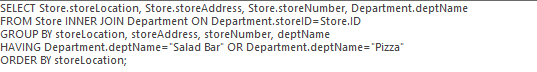 SELECT Store.storeLocation, Store.storeAddress, Store.storeNumber, Department.deptName
FROM Store INNER JOIN Department ON Department.storeID=Store.ID
GROUP BY storeLocation, storeAddress, storeNumber, deptName
HAVING Department.deptName="Salad Bar" OR Department.deptName="Pizza"
ORDER BY storeLocation;